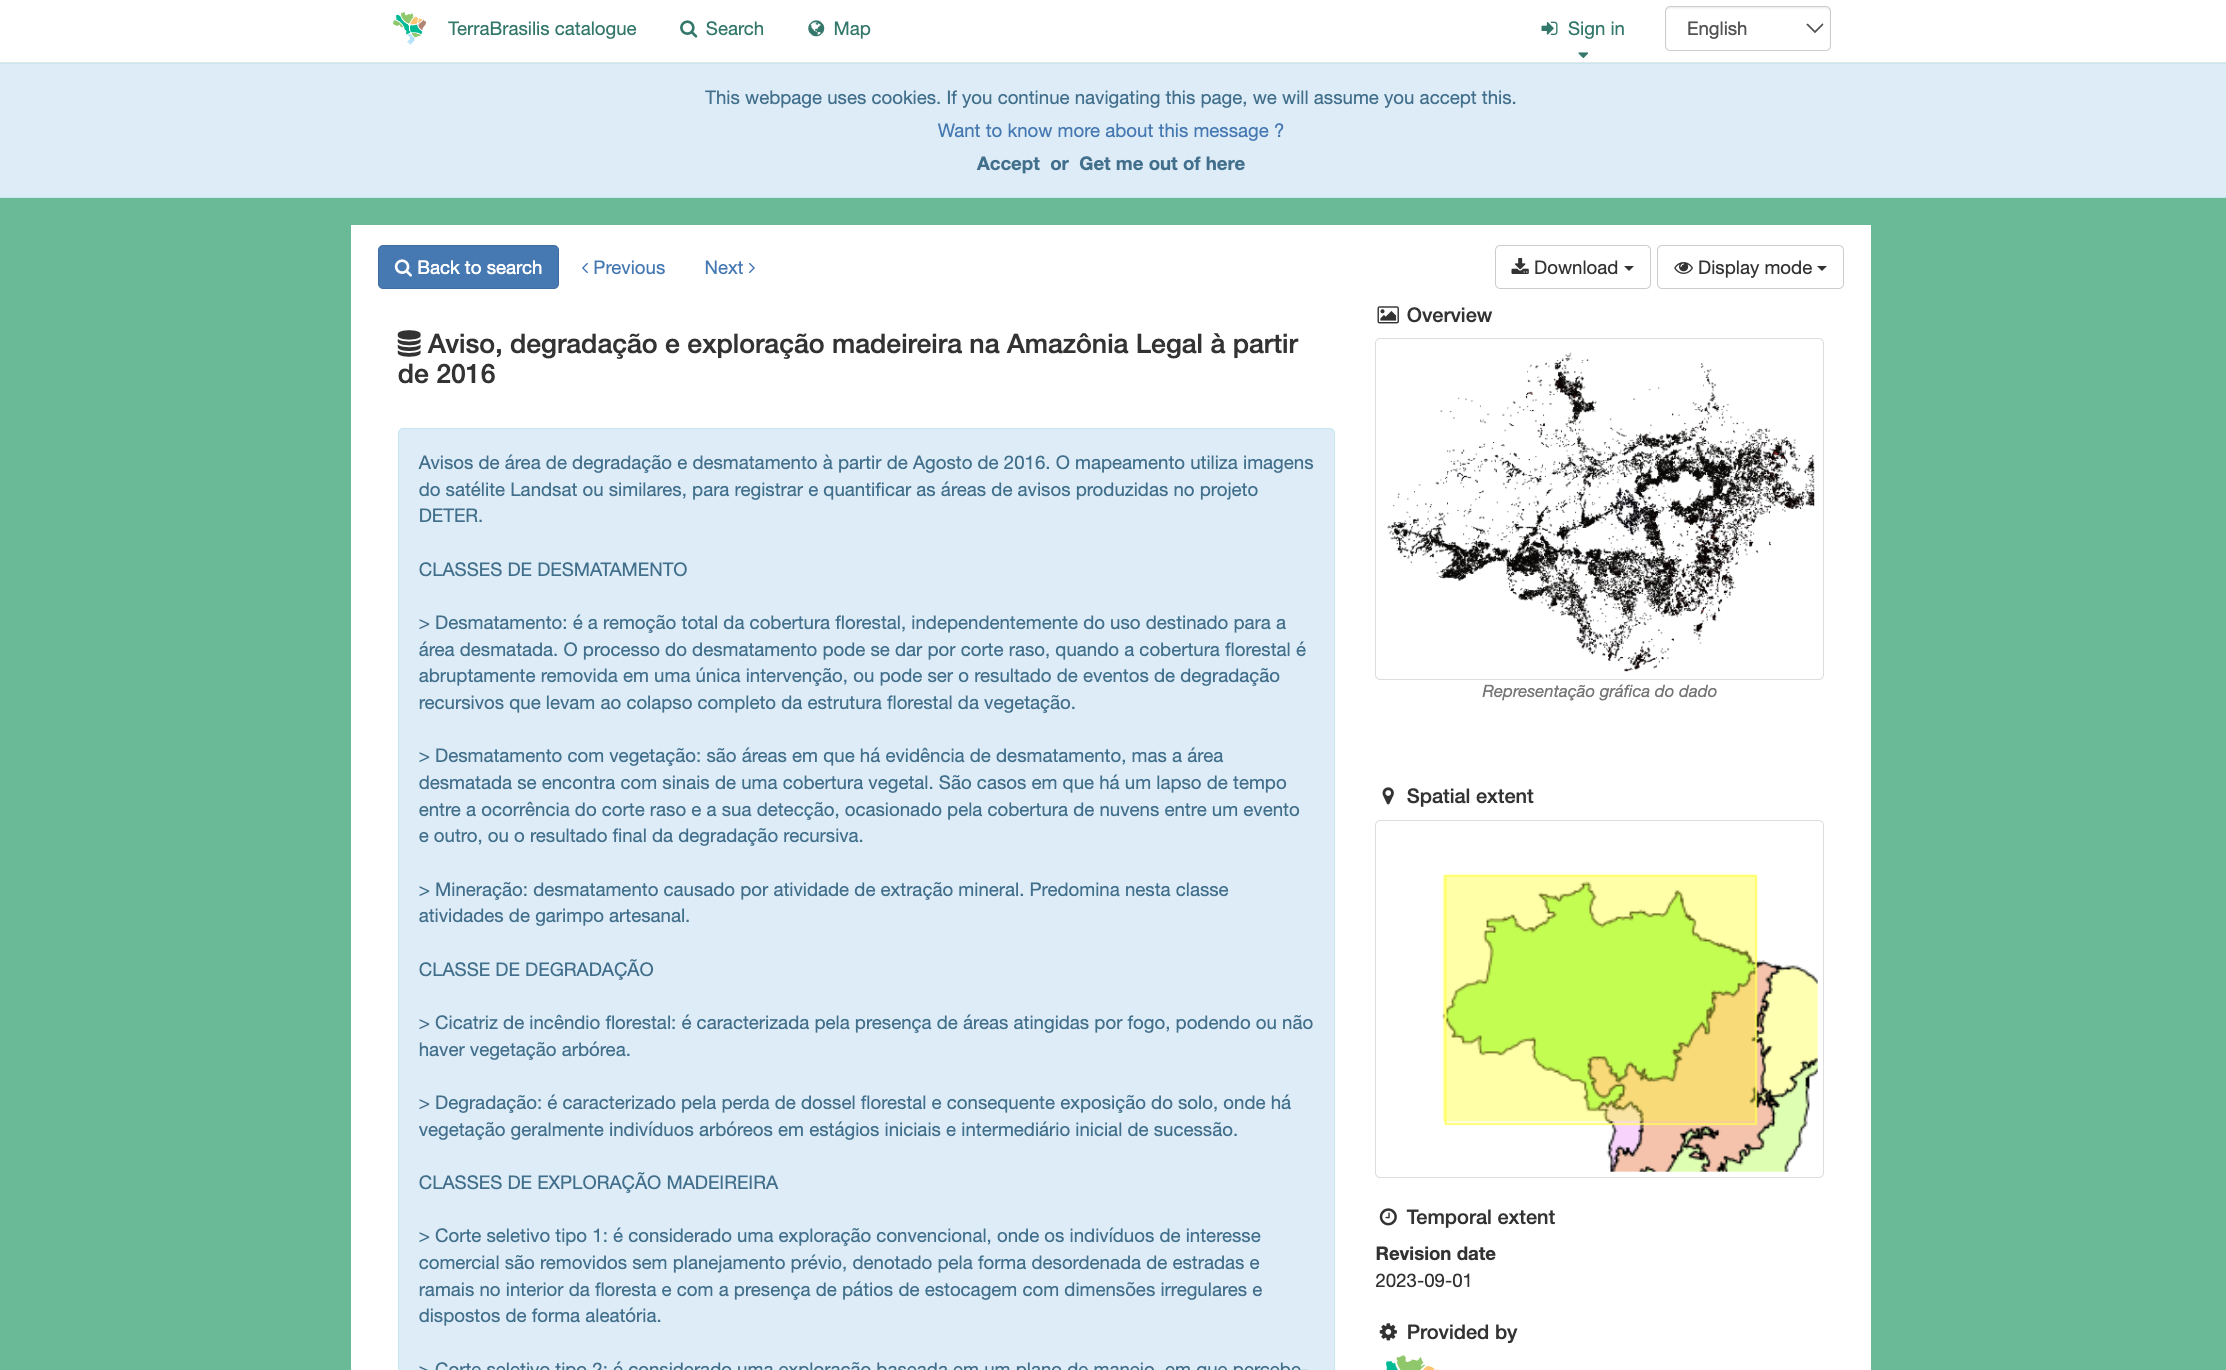 TerraBrasilis catalogue
Search
Map
Sign in
English
This webpage uses cookies. If you continue navigating this page, we will assume you accept this.
Want to know more about this message ?
Accept or Get me out of here
Back to search
Previous
Next
Download
Display mode
Aviso, degradação e exploração madeireira na Amazônia Legal à partir
de 2016
Avisos de área de degradação e desmatamento à partir de Agosto de 2016. O mapeamento utiliza imagens
do satélite Landsat ou similares, para registrar e quantificar as áreas de avisos produzidas no projeto
DETER.
CLASSES DE DESMATAMENTO
> Desmatamento: é a remoção total da cobertura florestal, independentemente do uso destinado para a
área desmatada. O processo do desmatamento pode se dar por corte raso, quando a cobertura florestal é
abruptamente removida em uma única intervenção, ou pode ser o resultado de eventos de degradação
recursivos que levam ao colapso completo da estrutura florestal da vegetação.
> Desmatamento com vegetação: são áreas em que há evidência de desmatamento, mas a área
desmatada se encontra com sinais de uma cobertura vegetal. São casos em que há um lapso de tempo
entre a ocorrência do corte raso e a sua detecção, ocasionado pela cobertura de nuvens entre um evento
e outro, ou o resultado final da degradação recursiva.
> Mineração: desmatamento causado por atividade de extração mineral. Predomina nesta classe
atividades de garimpo artesanal.
CLASSE DE DEGRADAÇÃO
> Cicatriz de incêndio florestal: é caracterizada pela presença de áreas atingidas por fogo, podendo ou não
haver vegetação arbórea.
> Degradação: é caracterizado pela perda de dossel florestal e consequente exposição do solo, onde há
vegetação geralmente indivíduos arbóreos em estágios iniciais e intermediário inicial de sucessão.
CLASSES DE EXPLORAÇÃO MADEIREIRA
> Corte seletivo tipo 1: é considerado uma exploração convencional, onde os indivíduos de interesse
comercial são removidos sem planejamento prévio, denotado pela forma desordenada de estradas e
ramais no interior da floresta e com a presença de pátios de estocagem com dimensões irregulares e
dispostos de forma aleatória.
> Corte seletivo tipo 2: é considerado uma exploração baseada em um plano de manejo, em que percebe-
Overview
Representação gráfica do dado
Spatial extent
Temporal extent
Revision date
2023-09-01
Provided by